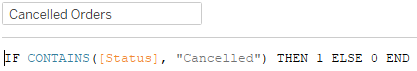 Cancelled Orders
IF CONTAINS([Status], "Cancelled") THEN 1 ELSE 0 END